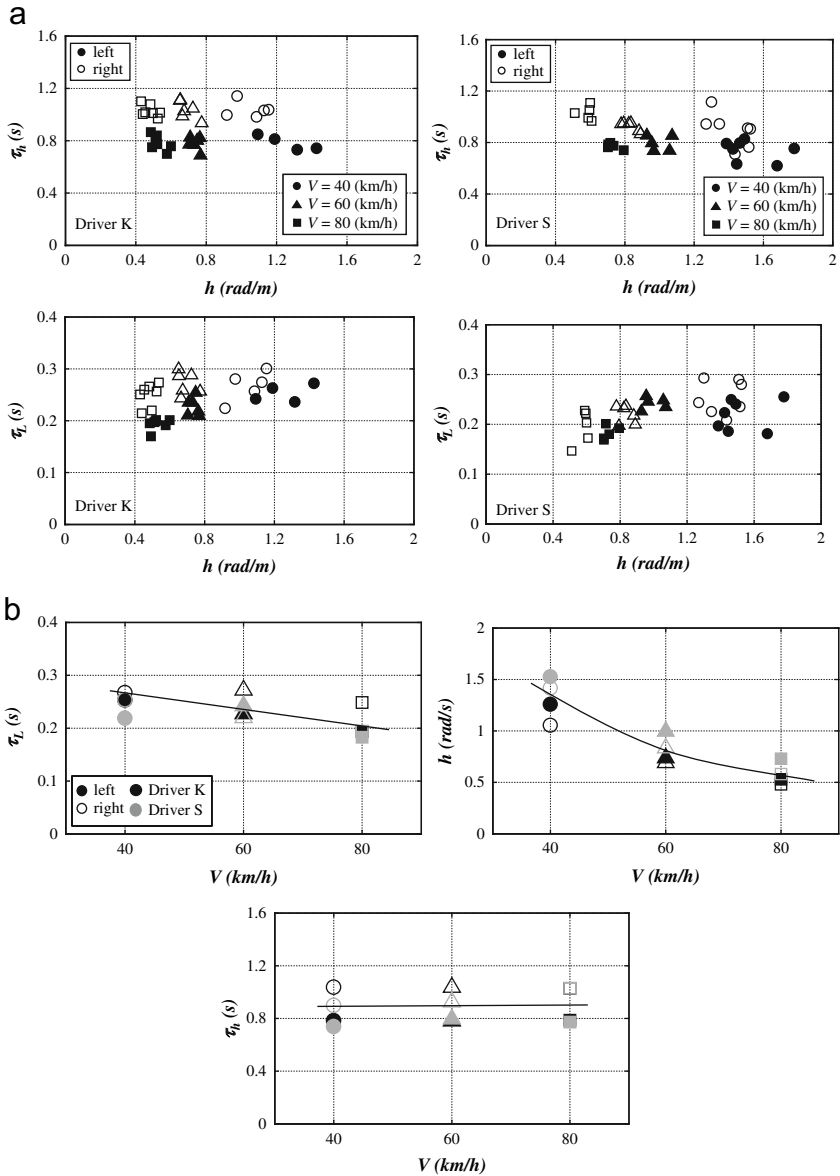 a
1.6
1.2
0.8
0.4
0
τh (s)
left
right
V = 40 (km/h)
V = 60 (km/h)
V = 80 (km/h)
Driver K
0 0.4 0.8 1.2 1.6 2
h (rad/m)
1.6
1.2
0.8
0.4
0
τh (s)
left
right
V = 40 (km/h)
V = 60 (km/h)
V = 80 (km/h)
Driver S
0 0.4 0.8 1.2 1.6 2
h (rad/m)
0.4
0.3
0.2
0.1
0
τL (s)
Driver K
0 0.4 0.8 1.2 1.6 2
h (rad/m)
0.4
0.3
0.2
0.1
0
τL (s)
Driver S
0 0.4 0.8 1.2 1.6 2
h (rad/m)
b
0.4
0.3
0.2
0.1
0
τL (s)
left Driver K
right Driver S
40 60 80
V (km/h)
2
1.5
1
0.5
0
h (rad/s)
40 60 80
V (km/h)
1.6
1.2
0.8
0.4
0
τh (s)
40 60 80
V (km/h)